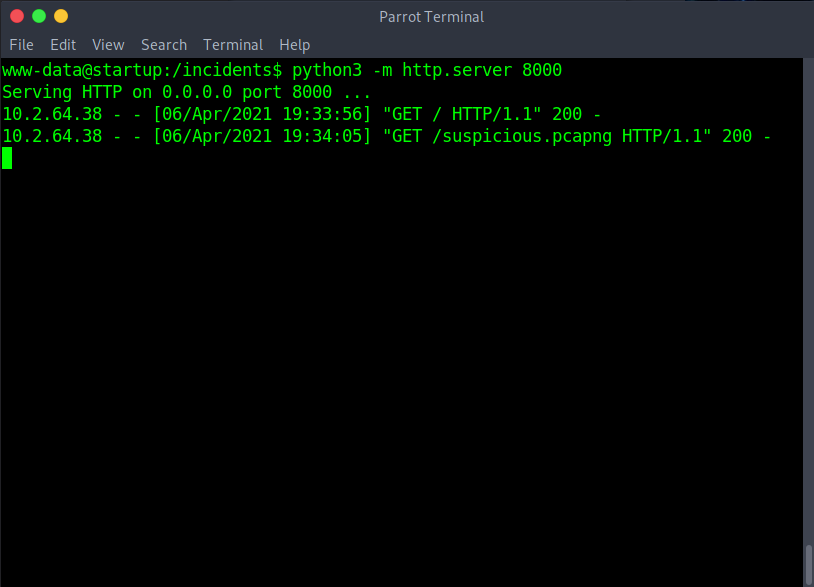 Parrot Terminal
File Edit View Search Terminal Help
www-data@startup:/incidents$ python3 -m http.server 8000
Serving HTTP on 0.0.0.0 port 8000 ...
10.2.64.38 - - [06/Apr/2021 19:33:56] "GET / HTTP/1.1" 200 -
10.2.64.38 - - [06/Apr/2021 19:34:05] "GET /suspicious.pcapng HTTP/1.1" 200 -